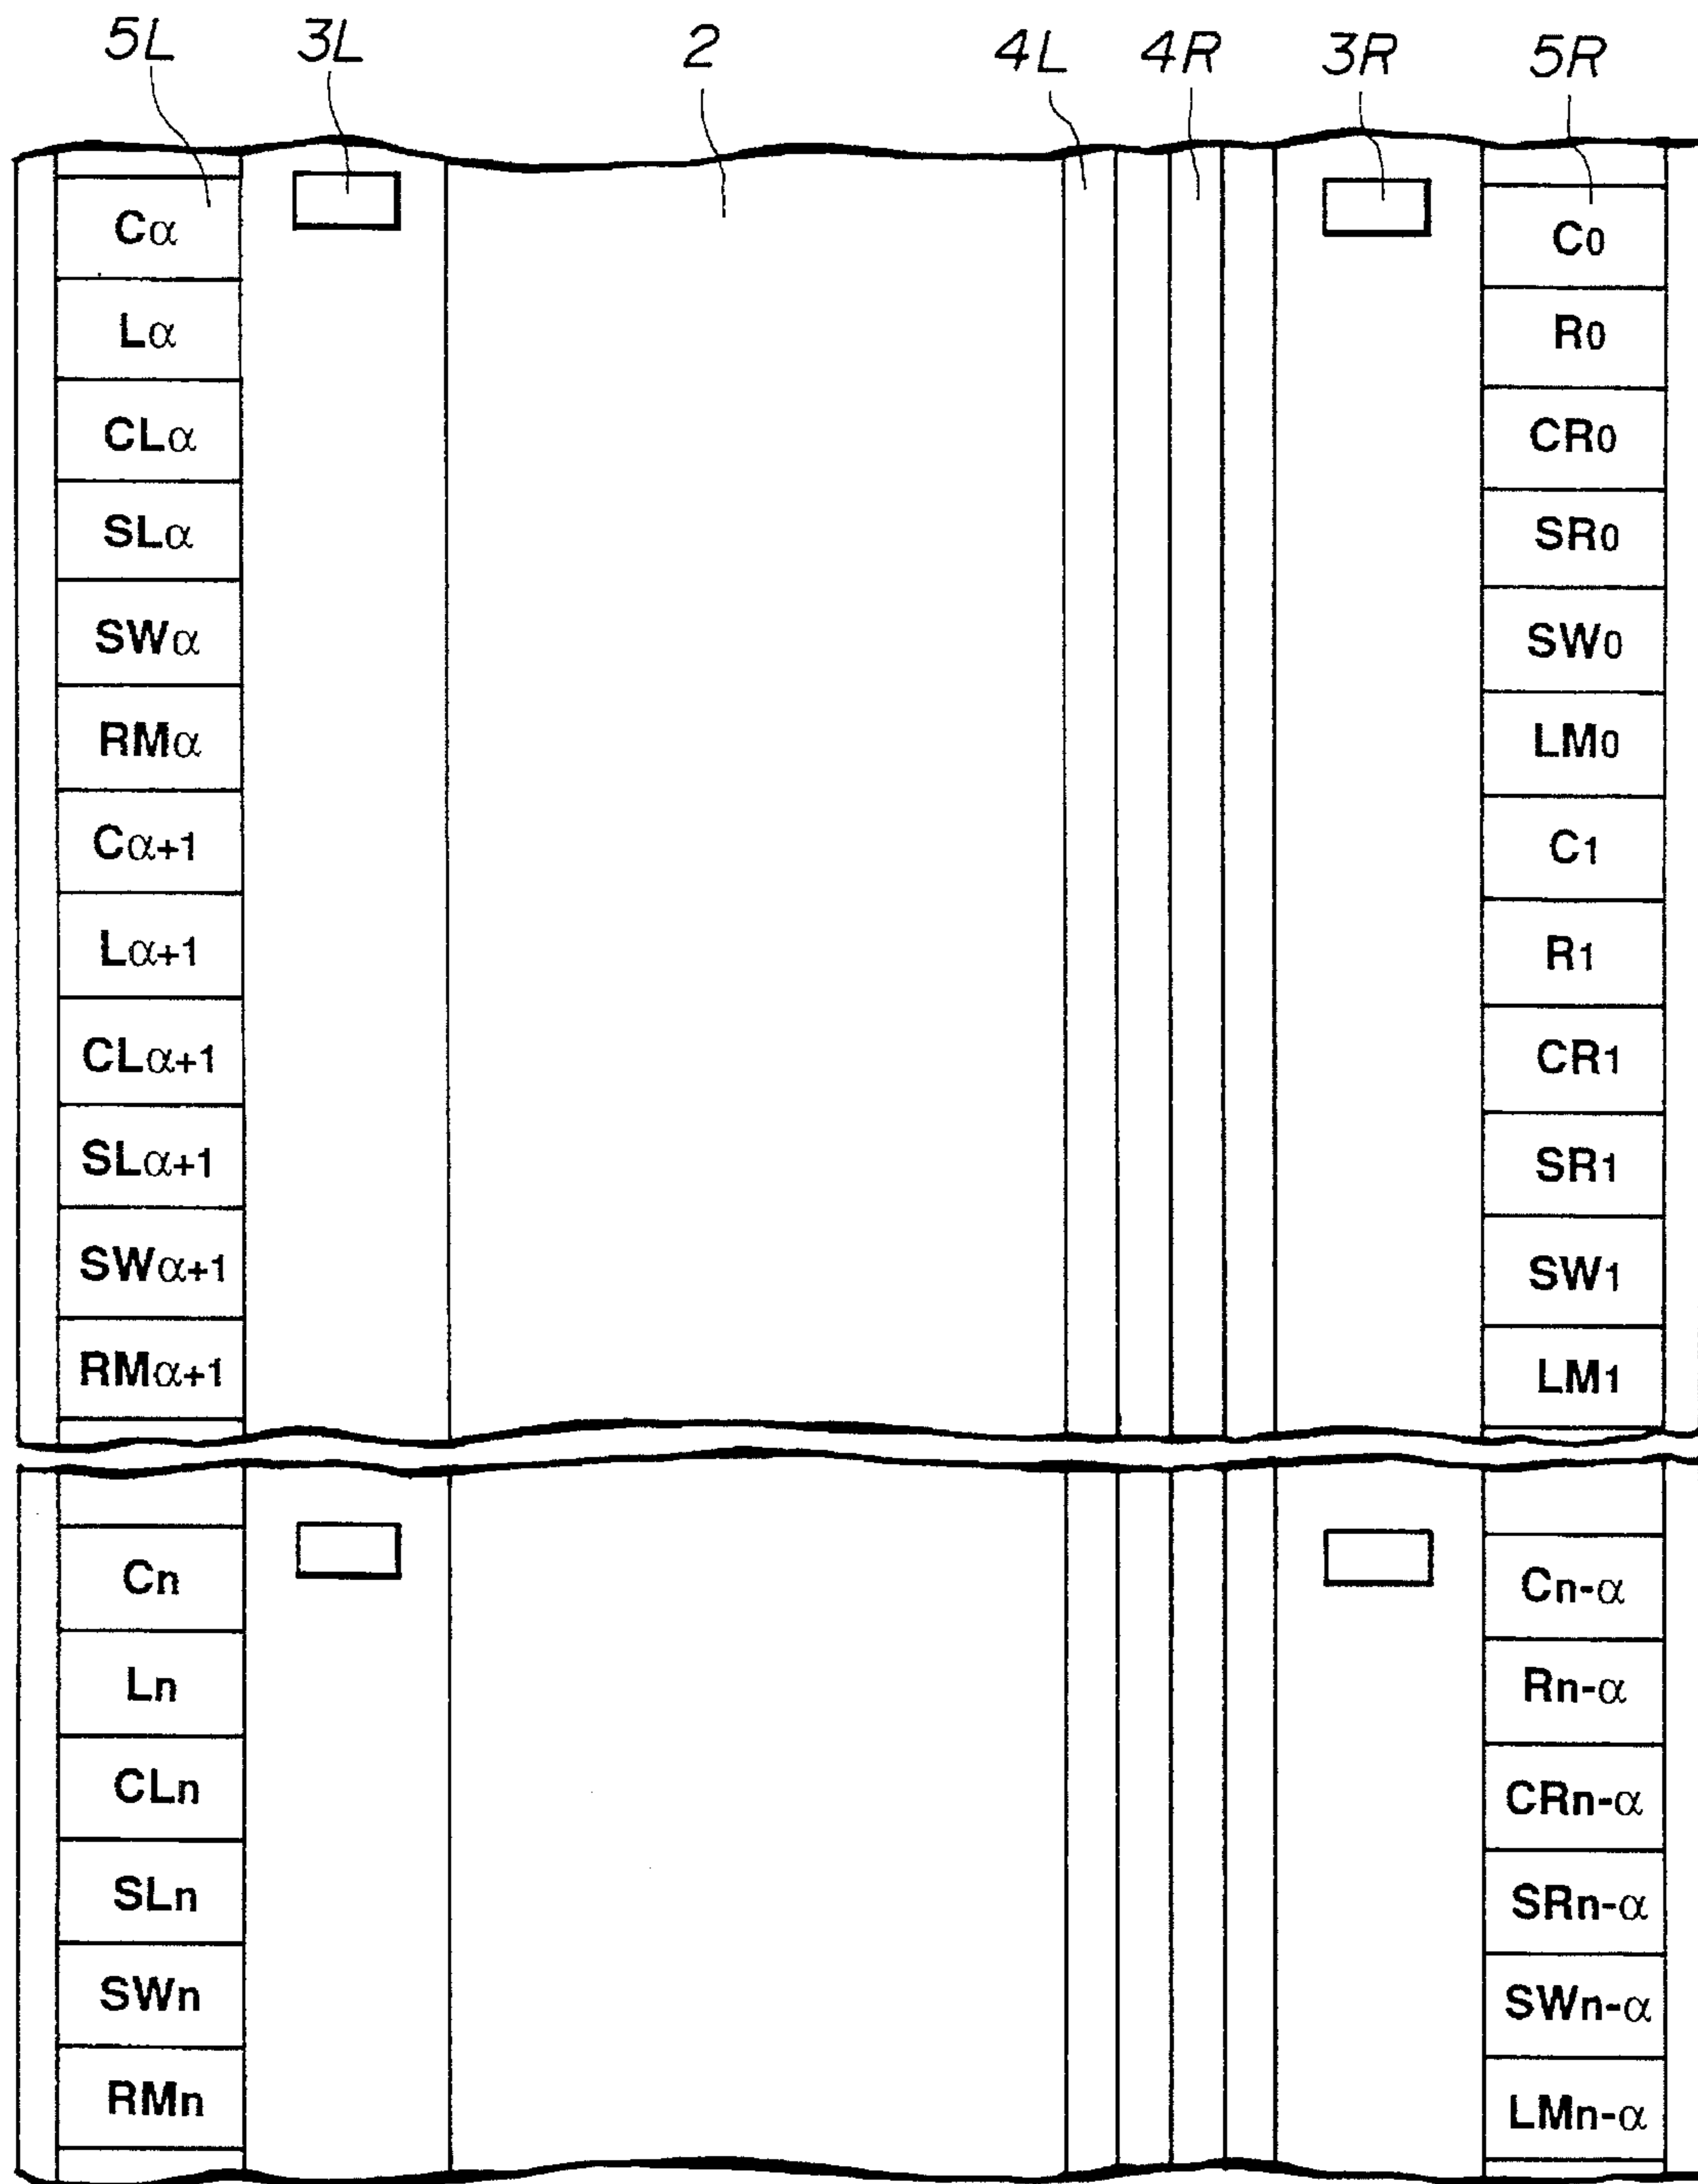 5L 3L 2 4L 4R 3R 5R
Cα C0
Lα R0
CLα CR0
SLα SR0
SWα SW0
RMα LM0
Cα+1 C1
Lα+1 R1
CLα+1 CR1
SLα+1 SR1
SWα+1 SW1
RMα+1 LM1
Cn Cn-α
Ln Rn-α
CLn CRn-α
SLn SRn-α
SWn SWn-α
RMn LMn-α